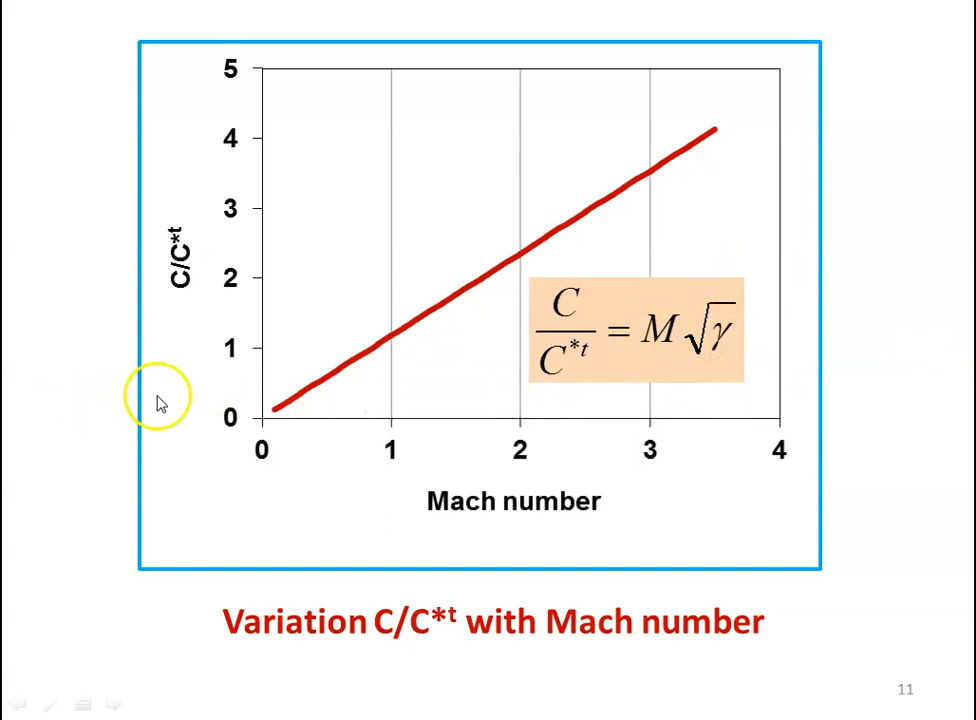 5
4
3
2
1
0
C/C*t
0 1 2 3 4
Mach number
C/C*t = M√γ
Variation C/C*t with Mach number
11